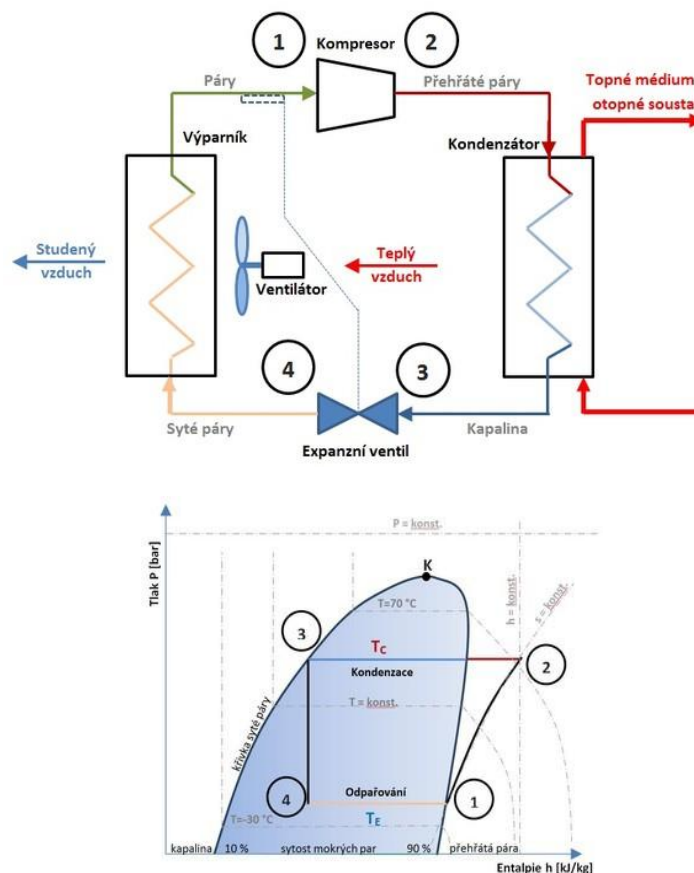 1
Kompresor
2
Páry
Přehřáté páry
Topné médium
otopné sousta
Výparník
Kondenzátor
Studený
vzduch
Teplý
vzduch
Ventilátor
4
3
Syté páry
Kapalina
Expanzní ventil
Tlak P [bar]
P = konst.
K
h = konst.
s = konst.
T=70 °C
3
TC
2
Kondenzace
křivka syté páry
T = konst.
Odpařování
4
1
T=-30 °C
TE
kapalina
10 %
sytost mokrých par
90 %
přehřátá pára
Entalpie h [kJ/kg]